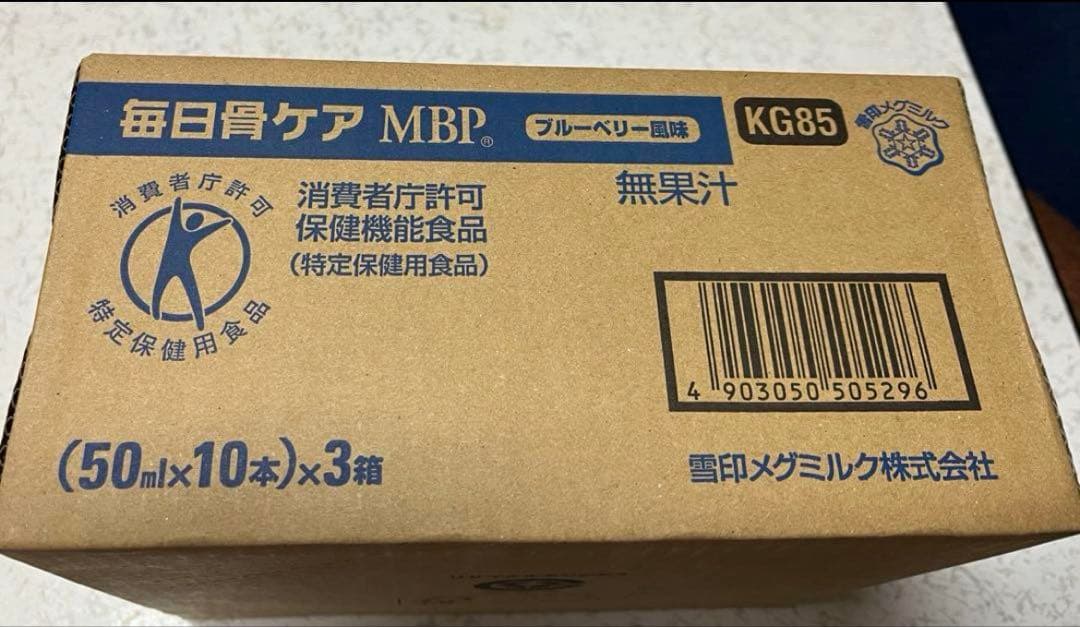 毎日骨ケア MBP® ブルーベリー風味
KG85
雪印メグミルク
消費者庁許可
特定保健用食品
消費者庁許可
保健機能食品
(特定保健用食品)
無果汁
4 903050 505296
(50ml×10本)×3箱
雪印メグミルク株式会社